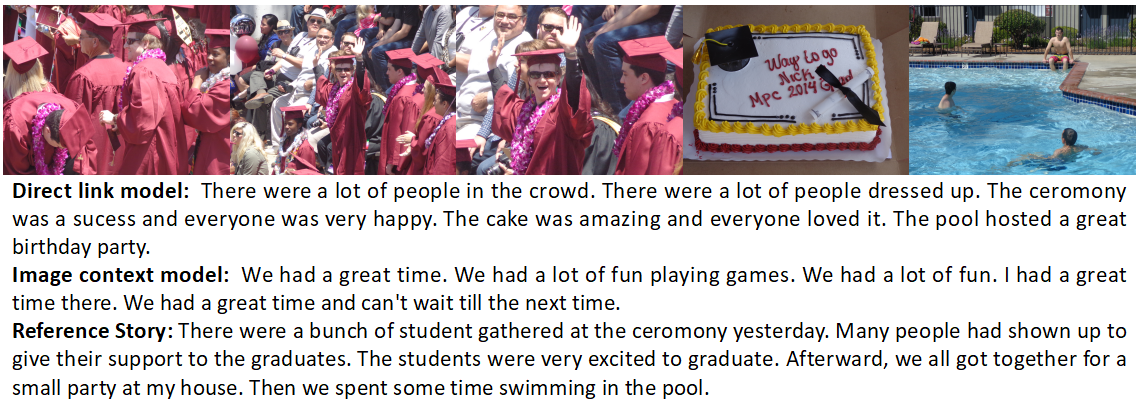 Way to go
Nick
MPC 2014 Grad
Direct link model: There were a lot of people in the crowd. There were a lot of people dressed up. The ceromony
was a sucess and everyone was very happy. The cake was amazing and everyone loved it. The pool hosted a great
birthday party.
Image context model: We had a great time. We had a lot of fun playing games. We had a lot of fun. I had a great
time there. We had a great time and can't wait till the next time.
Reference Story: There were a bunch of student gathered at the ceromony yesterday. Many people had shown up to
give their support to the graduates. The students were very excited to graduate. Afterward, we all got together for a
small party at my house. Then we spent some time swimming in the pool.